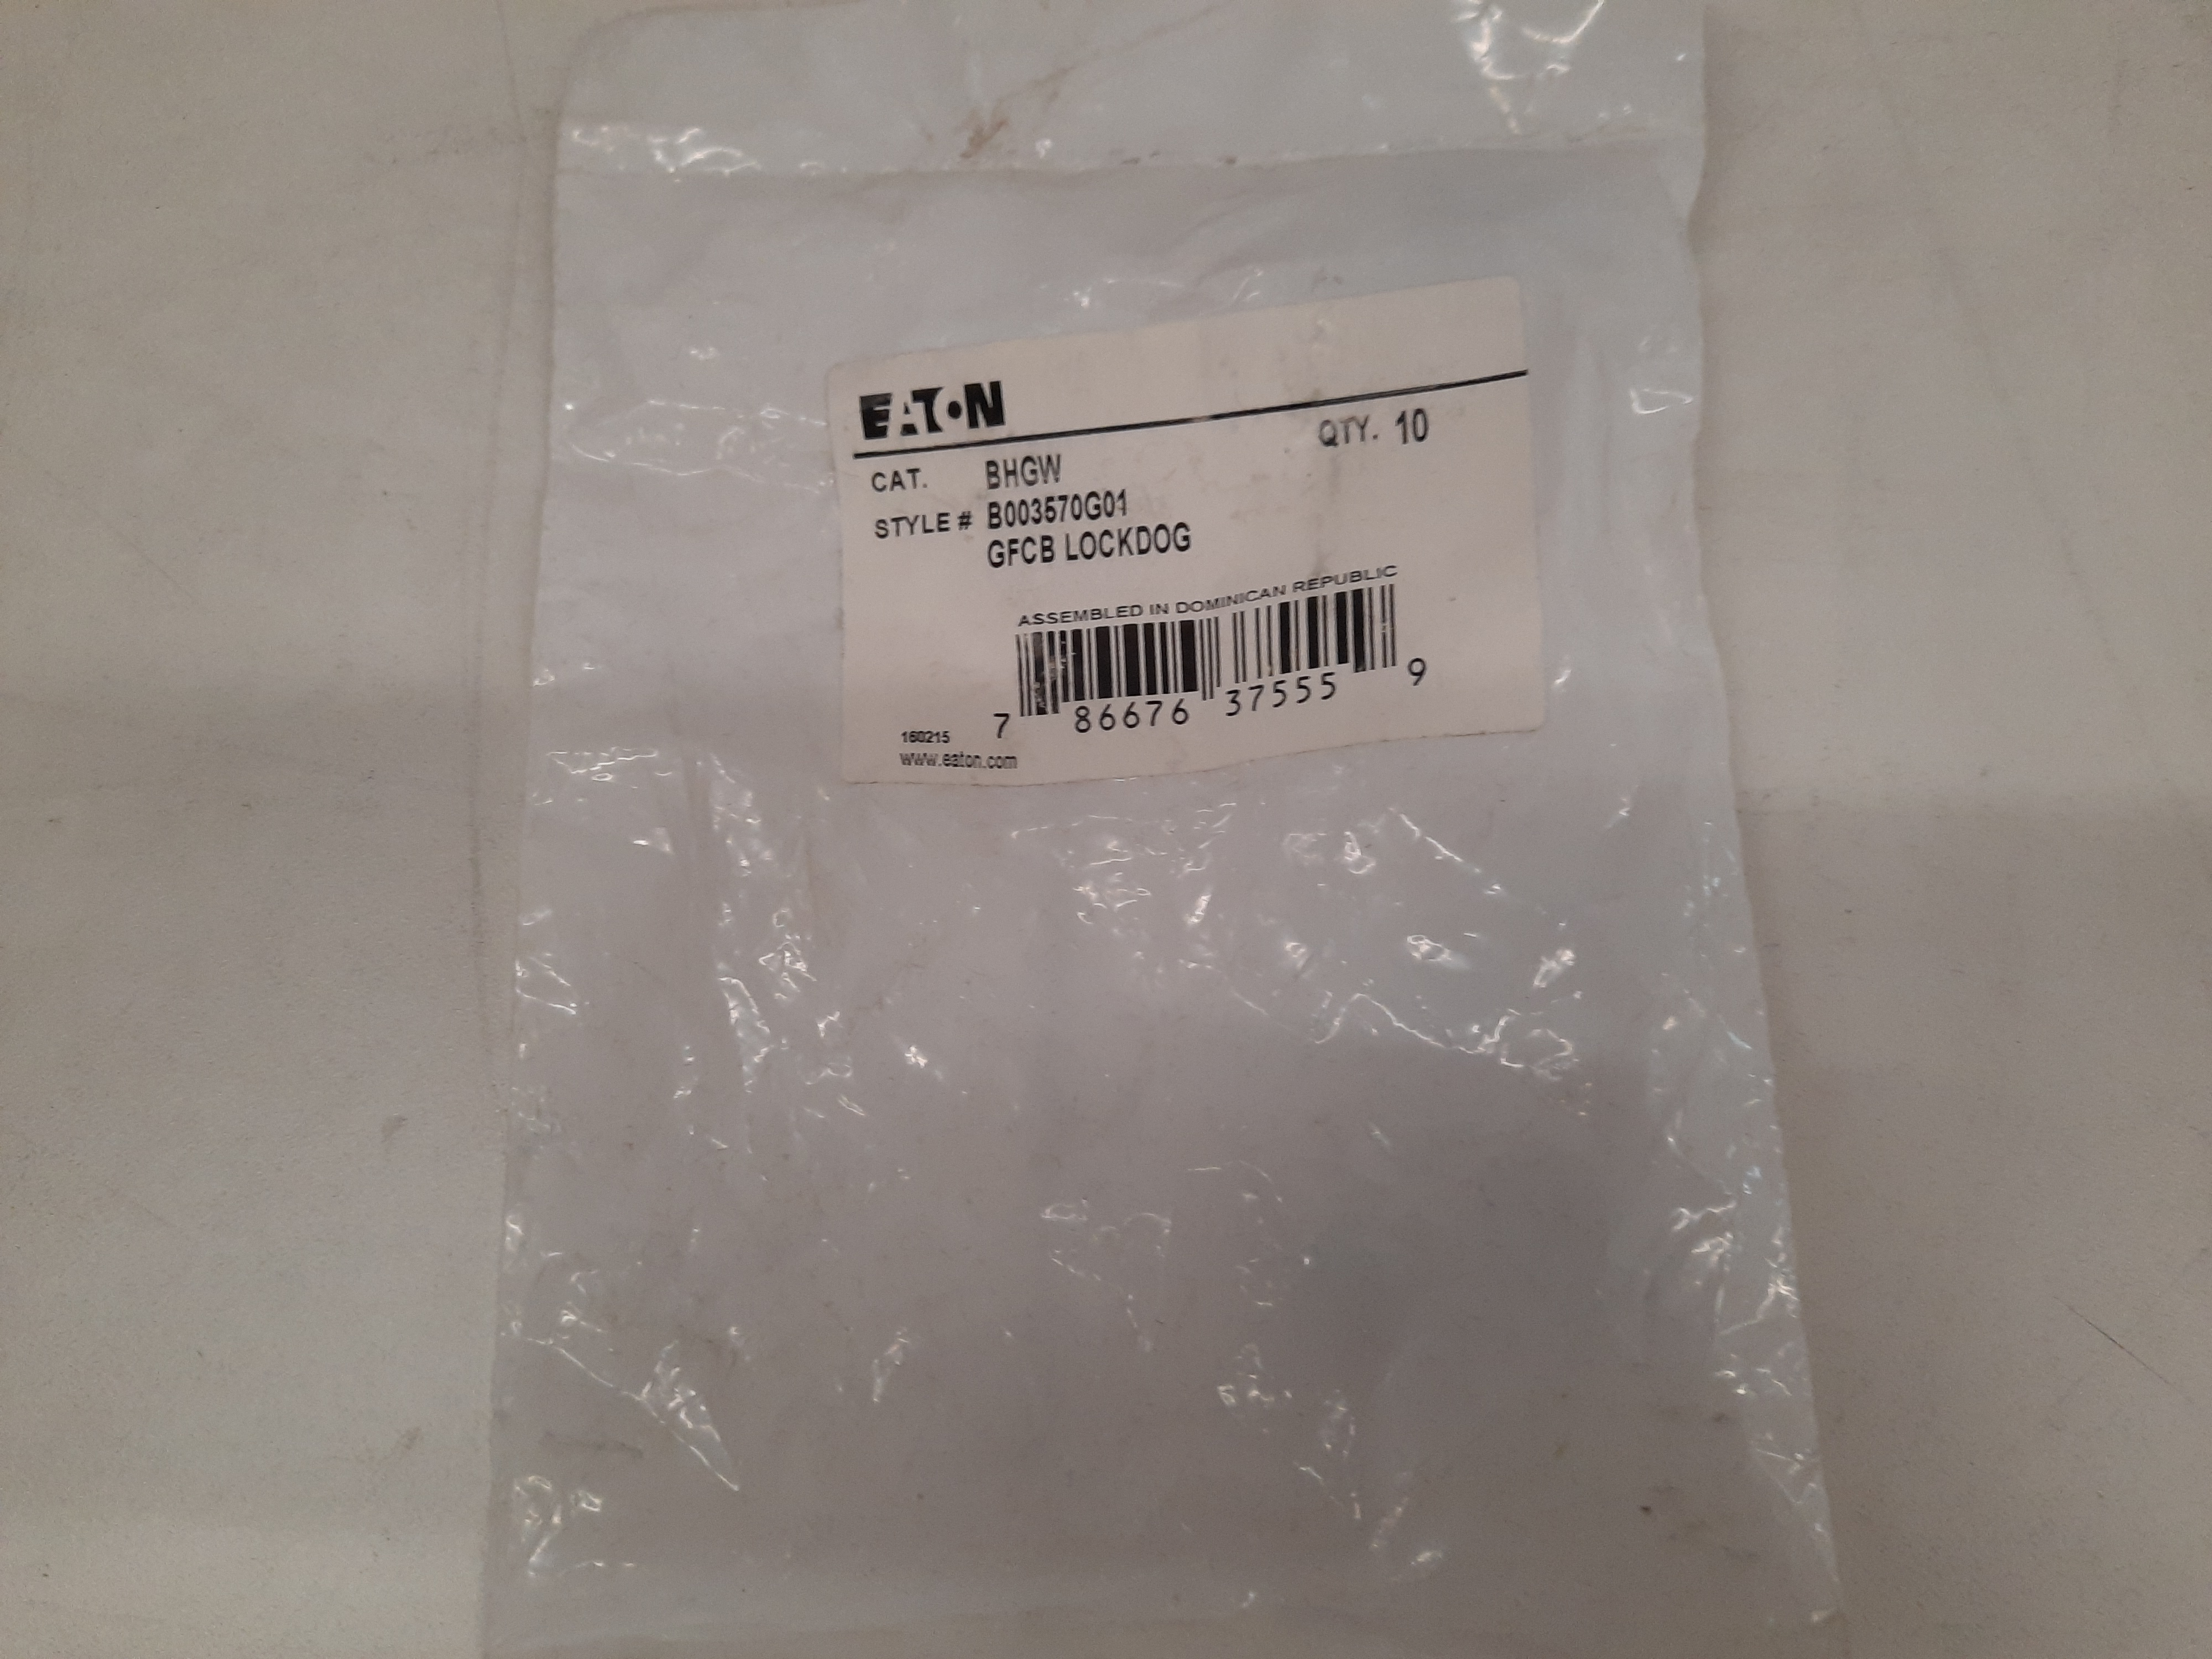 EATON
QTY. 10
CAT. BHGW
STYLE # B003570G01
GFCB LOCKDOG
ASSEMBLED IN DOMINICAN REPUBLIC
7 86676 37555 9
160215
www.eaton.com